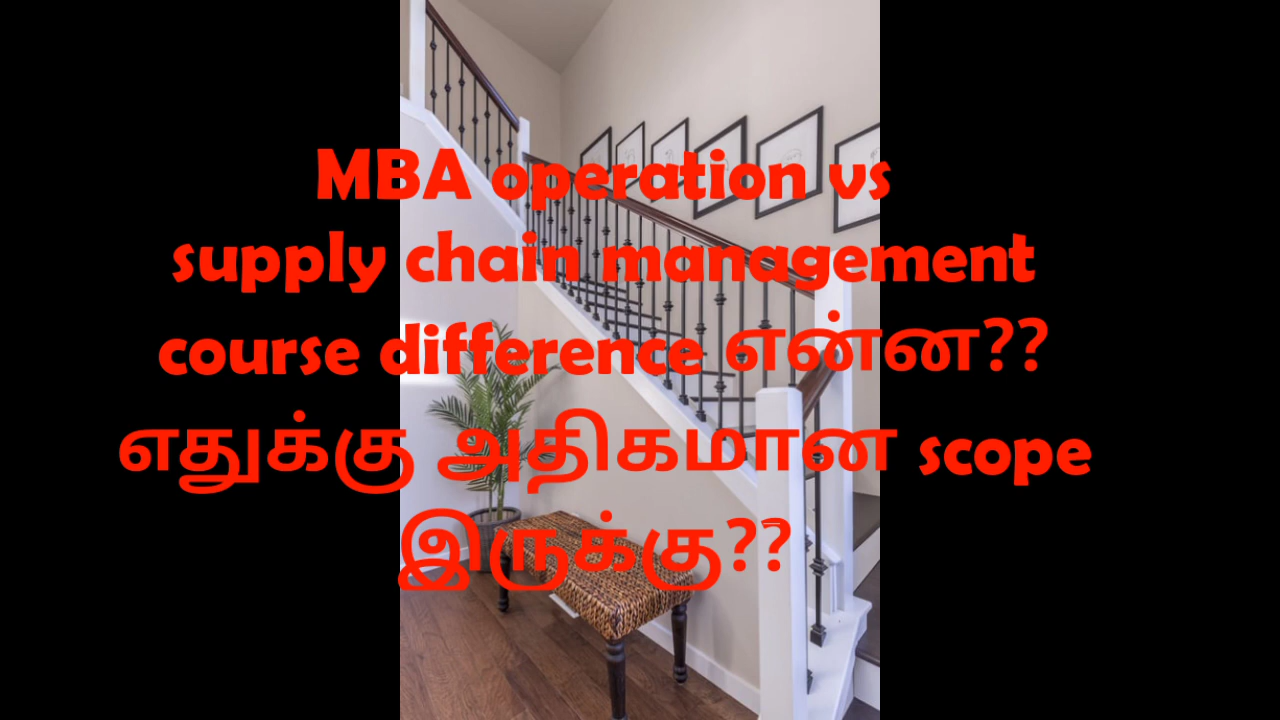 MBA operation vs
supply chain management
course difference என்ன??
எதுக்கு அதிகமான scope
இருக்கு??